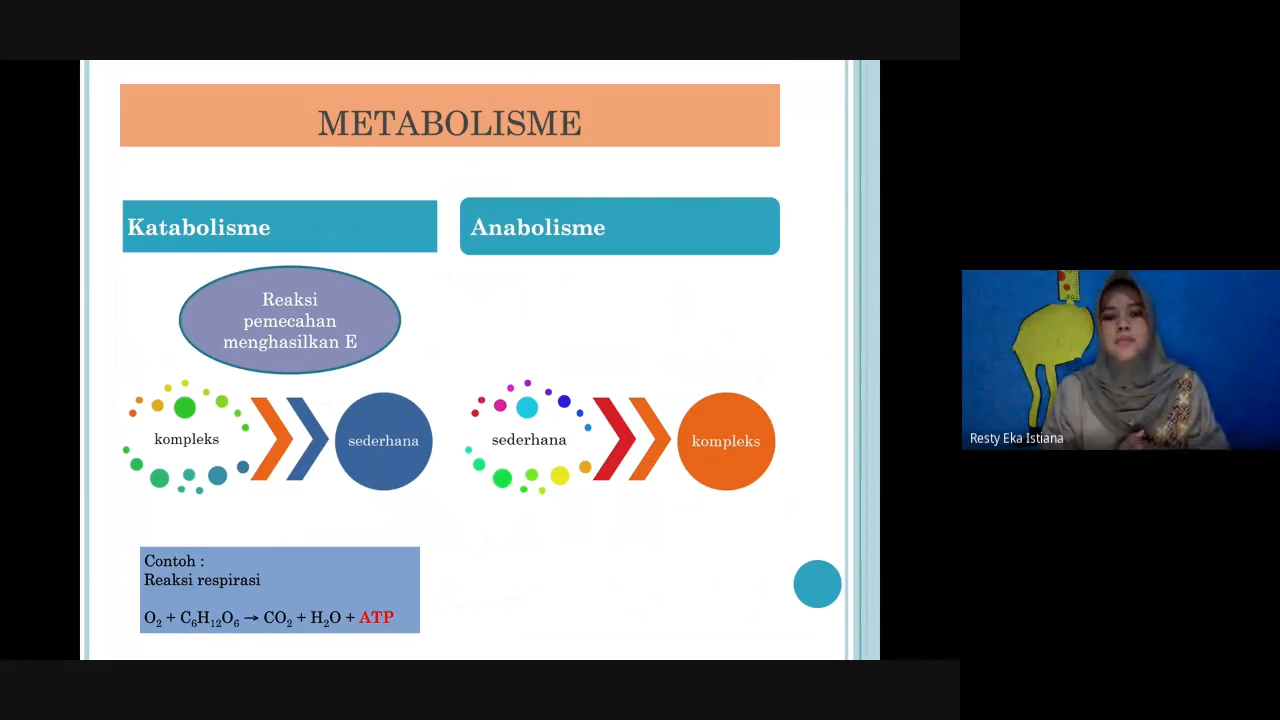 METABOLISME
Katabolisme
Anabolisme
Reaksi
pemecahan
menghasilkan E
kompleks
sederhana
sederhana
kompleks
Contoh :
Reaksi respirasi
O₂ + C₆H₁₂O₆ → CO₂ + H₂O + ATP
Resty Eka Istiana